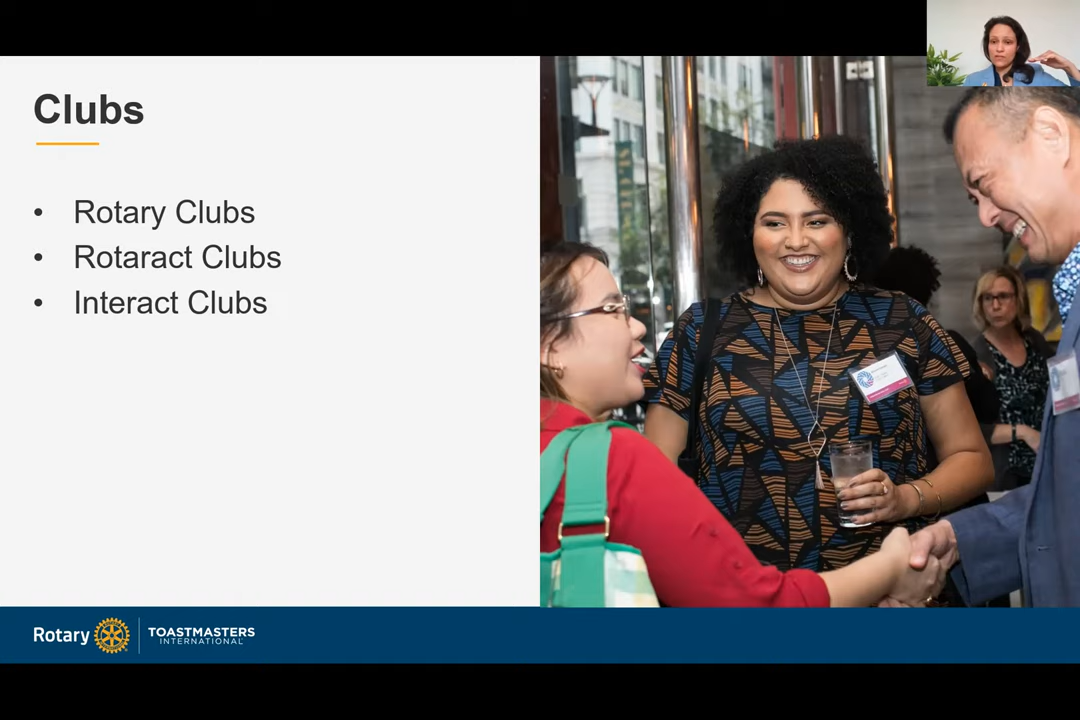 Clubs
• Rotary Clubs
• Rotaract Clubs
• Interact Clubs
Rotary
TOASTMASTERS
INTERNATIONAL